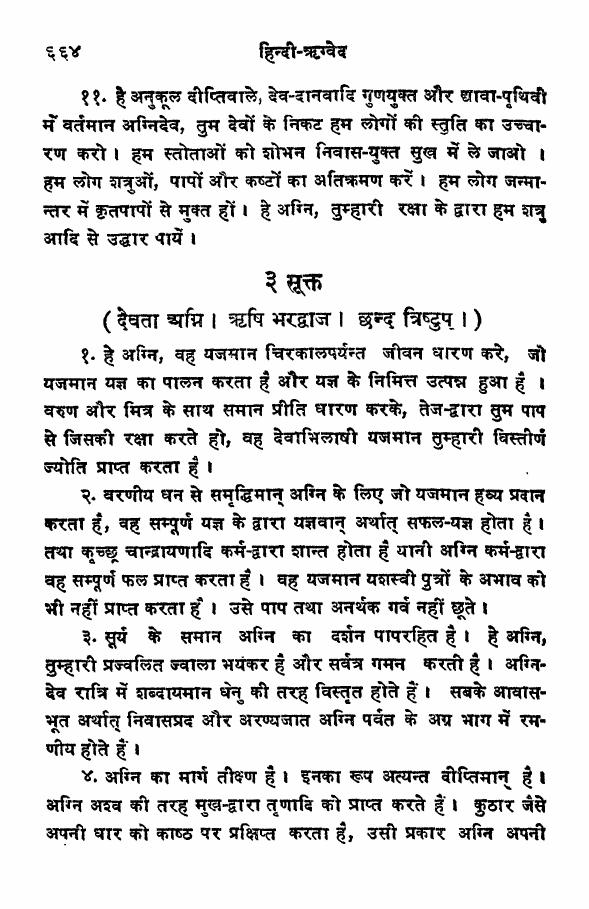 ६६४ हिन्दी-ऋग्वेद
११. हे अनुकूल दीप्तिवाले, देव-दानवादि गुणयुक्त और द्यावा-पृथिवी
में वर्तमान अग्निदेव, तुम देवों के निकट हम लोगों की स्तुति का उच्चा-
रण करो। हम स्तोताओं को शोभन निवास-युक्त सुख में ले जाओ ।
हम लोग शत्रुओं, पापों और कष्टों का अतिक्रमण करें। हम लोग जन्मा-
न्तर में कृतपापों से मुक्त हों। हे अग्नि, तुम्हारी रक्षा के द्वारा हम शत्रु
आदि से उद्धार पायें।
३ सूक्त
(देवता अग्नि। ऋषि भरद्वाज। छन्द त्रिष्टुप्।)
१. हे अग्नि, वह यजमान चिरकालपर्यन्त जीवन धारण करे, जो
यजमान यज्ञ का पालन करता है और यज्ञ के निमित्त उत्पन्न हुआ है ।
वरुण और मित्र के साथ समान प्रीति धारण करके, तेज-द्वारा तुम पाप
से जिसकी रक्षा करते हो, वह देवाभिलाषी यजमान तुम्हारी विस्तीर्ण
ज्योति प्राप्त करता है।
२. वरणीय धन से समृद्धिमान् अग्नि के लिए जो यजमान हव्य प्रदान
करता है, वह सम्पूर्ण यज्ञ के द्वारा यज्ञवान् अर्थात् सफल-यज्ञ होता है।
तथा कृच्छ्र चान्द्रायणादि कर्म-द्वारा शान्त होता है यानी अग्नि कर्म-द्वारा
वह सम्पूर्ण फल प्राप्त करता है। वह यजमान यशस्वी पुत्रों के अभाव को
भी नहीं प्राप्त करता है। उसे पाप तथा अनर्थक गर्व नहीं छूते।
३. सूर्य के समान अग्नि का दर्शन पापरहित है। हे अग्नि,
तुम्हारी प्रज्वलित ज्वाला भयंकर है और सर्वत्र गमन करती है। अग्नि-
देव रात्रि में शब्दायमान धेनु की तरह विस्तृत होते हैं। सबके आवास-
भूत अर्थात् निवासप्रद और अरण्यजात अग्नि पर्वत के अग्र भाग में रम-
णीय होते हैं।
४. अग्नि का मार्ग तीक्ष्ण है। इनका रूप अत्यन्त दीप्तिमान् है।
अग्नि अश्व की तरह मुख-द्वारा तृणादि को प्राप्त करते हैं। कुठार जैसे
अपनी धार को काष्ठ पर प्रक्षिप्त करता है, उसी प्रकार अग्नि अपनी